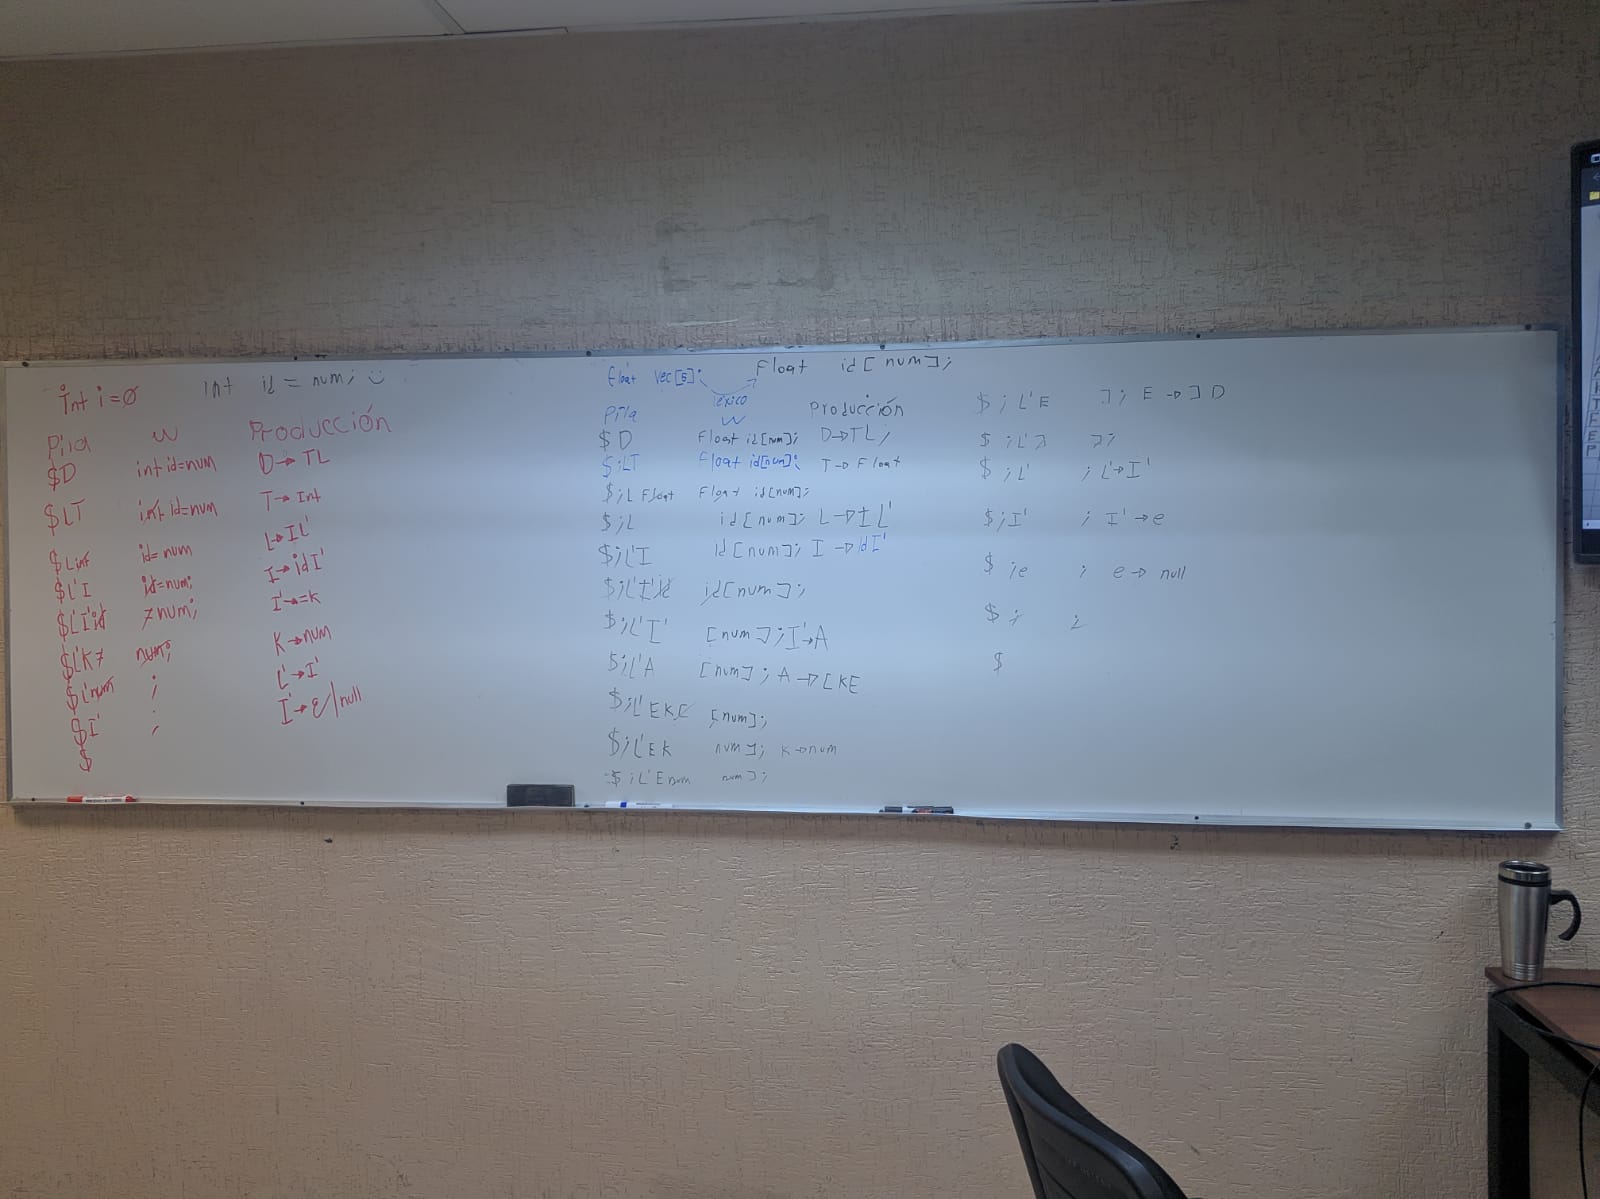 int i=0 int id = num; :)
Pila w Producción
$D int id=num D→TL
$LT int id=num T→Int
$Lint id=num L→IL'
$L'I id=num; I→idI'
$L'I'id =num; I'→=K
$L'K= num; K→num
$L'num ; L'→I'
$I' ; I'→ε/null
$
float vec[5]; léxico Float id[num];
Pila w Producción
$D Float id[num]; D→TL;
$;LT Float id[num]; T→Float
$;L Float Float id[num];
$;L id[num]; L→IL'
$;L'I id[num]; I→idI'
$;L'I'id id[num];
$;L'I' [num]; I'→A
$;L'A [num]; A→[KE
$;L'EK[ [num];
$;L'EK num]; K→num
$;L'Enum num];
$;L'E ]; E→]D
$;L'] ];
$;L' ; L'→I'
$;I' ; I'→e
$;e ; e→null
$; ;
$
A
K
I
F
E
P